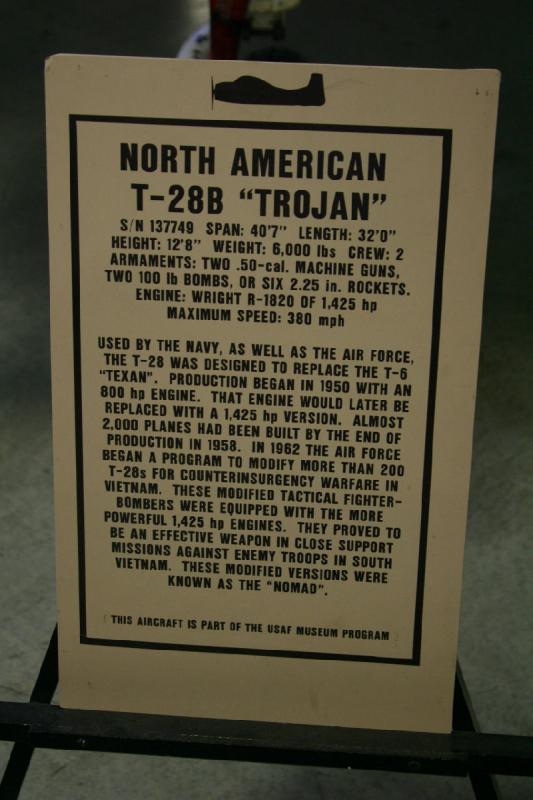 NORTH AMERICAN
T-28B "TROJAN"
S/N 137749 SPAN: 40'7" LENGTH: 32'0"
HEIGHT: 12'8" WEIGHT: 6,000 lbs CREW: 2
ARMAMENTS: TWO .50-cal. MACHINE GUNS,
TWO 100 lb BOMBS, OR SIX 2.25 in. ROCKETS.
ENGINE: WRIGHT R-1820 OF 1,425 hp
MAXIMUM SPEED: 380 mph
USED BY THE NAVY, AS WELL AS THE AIR FORCE,
THE T-28 WAS DESIGNED TO REPLACE THE T-6
"TEXAN". PRODUCTION BEGAN IN 1950 WITH AN
800 hp ENGINE. THAT ENGINE WOULD LATER BE
REPLACED WITH A 1,425 hp VERSION. ALMOST
2,000 PLANES HAD BEEN BUILT BY THE END OF
PRODUCTION IN 1958. IN 1962 THE AIR FORCE
BEGAN A PROGRAM TO MODIFY MORE THAN 200
T-28s FOR COUNTERINSURGENCY WARFARE IN
VIETNAM. THESE MODIFIED TACTICAL FIGHTER-
BOMBERS WERE EQUIPPED WITH THE MORE
POWERFUL 1,425 hp ENGINES. THEY PROVED TO
BE AN EFFECTIVE WEAPON IN CLOSE SUPPORT
MISSIONS AGAINST ENEMY TROOPS IN SOUTH
VIETNAM. THESE MODIFIED VERSIONS WERE
KNOWN AS THE "NOMAD".
THIS AIRCRAFT IS PART OF THE USAF MUSEUM PROGRAM